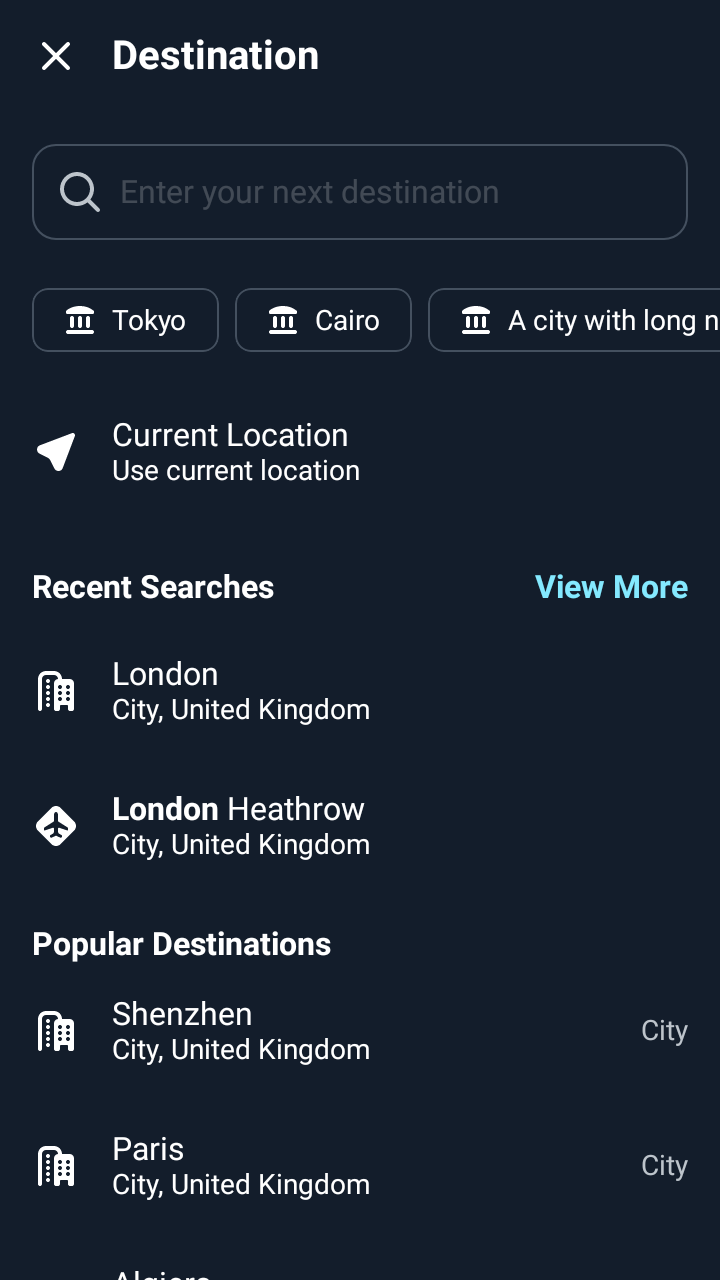 Destination
Enter your next destination
Tokyo
Cairo
A city with long n
Current Location
Use current location
Recent Searches
View More
London
City, United Kingdom
London Heathrow
City, United Kingdom
Popular Destinations
Shenzhen
City, United Kingdom
City
Paris
City, United Kingdom
City